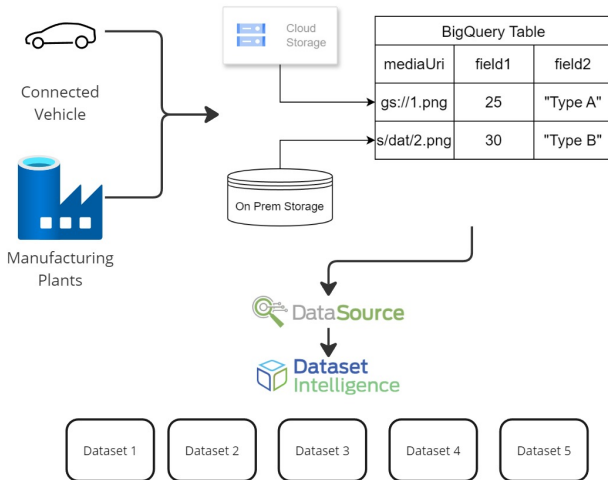 Connected
Vehicle
Manufacturing
Plants
Cloud
Storage
On Prem Storage
BigQuery Table
mediaUri field1 field2
gs://1.png 25 "Type A"
s/dat/2.png 30 "Type B"
DataSource
Dataset
Intelligence
Dataset 1 Dataset 2 Dataset 3 Dataset 4 Dataset 5